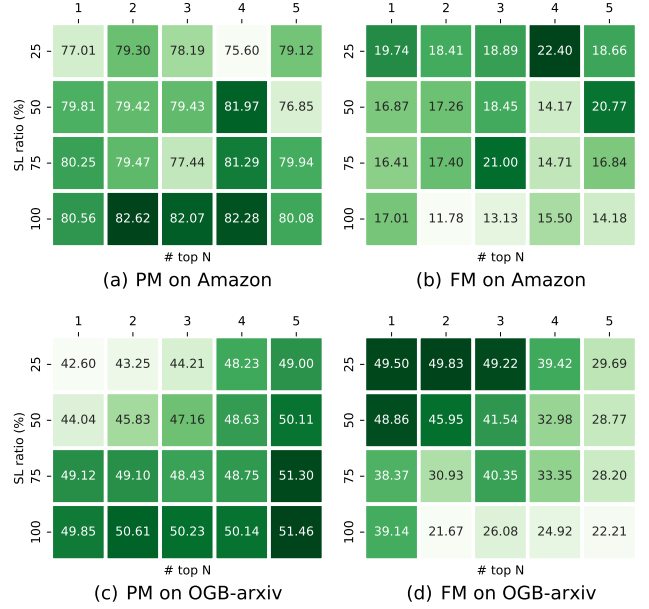 1 2 3 4 5
25 77.01 79.30 78.19 75.60 79.12
50 79.81 79.42 79.43 81.97 76.85
75 80.25 79.47 77.44 81.29 79.94
100 80.56 82.62 82.07 82.28 80.08
SL ratio (%)
# top N
(a) PM on Amazon
1 2 3 4 5
19.74 18.41 18.89 22.40 18.66
16.87 17.26 18.45 14.17 20.77
16.41 17.40 21.00 14.71 16.84
17.01 11.78 13.13 15.50 14.18
# top N
(b) FM on Amazon
1 2 3 4 5
25 42.60 43.25 44.21 48.23 49.00
50 44.04 45.83 47.16 48.63 50.11
75 49.12 49.10 48.43 48.75 51.30
100 49.85 50.61 50.23 50.14 51.46
SL ratio (%)
# top N
(c) PM on OGB-arxiv
1 2 3 4 5
25 49.50 49.83 49.22 39.42 29.69
50 48.86 45.95 41.54 32.98 28.77
75 38.37 30.93 40.35 33.35 28.20
100 39.14 21.67 26.08 24.92 22.21
# top N
(d) FM on OGB-arxiv